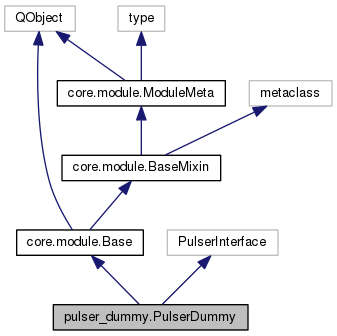 QObject
type
core.module.ModuleMeta
metaclass
core.module.BaseMixin
core.module.Base
PulserInterface
pulser_dummy.PulserDummy